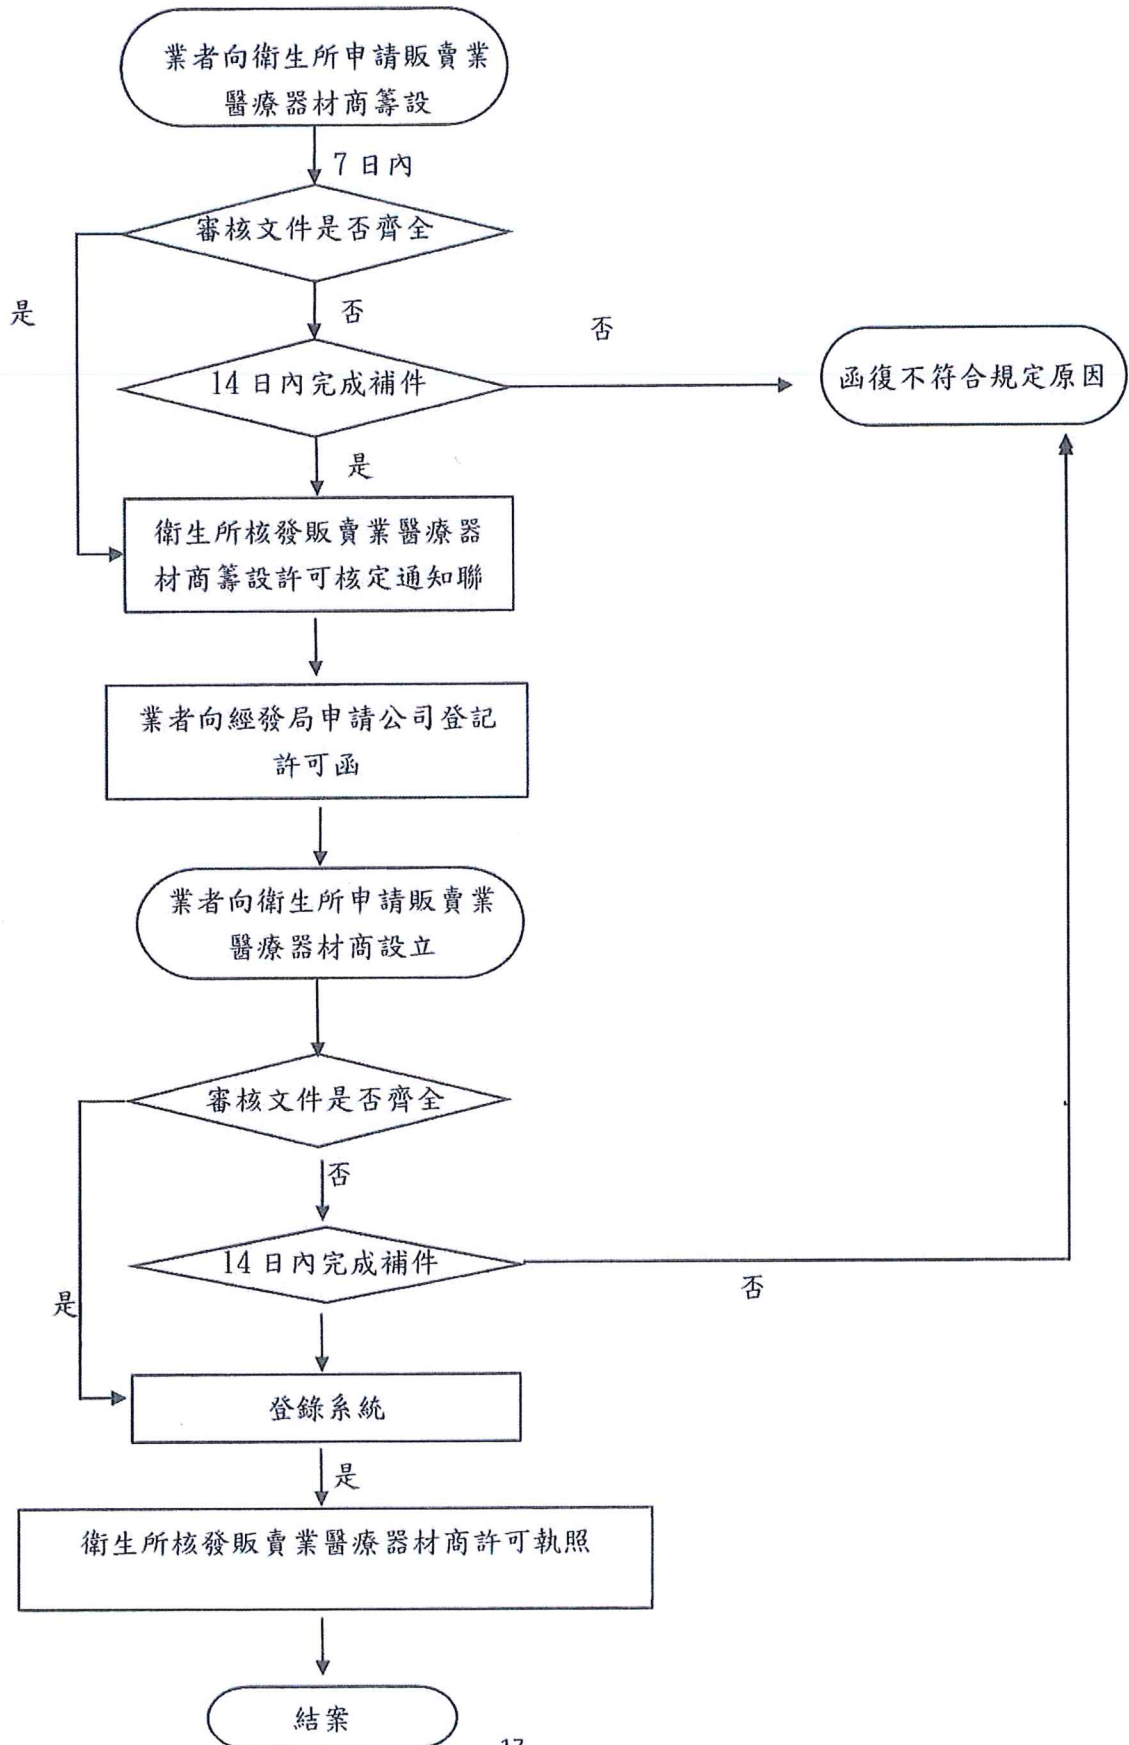 業者向衛生所申請販賣業
醫療器材商籌設
7 日內
審核文件是否齊全
是
否
否
14 日內完成補件
函復不符合規定原因
是
衛生所核發販賣業醫療器
材商籌設許可核定通知聯
業者向經發局申請公司登記
許可函
業者向衛生所申請販賣業
醫療器材商設立
審核文件是否齊全
否
14 日內完成補件
否
是
登錄系統
是
衛生所核發販賣業醫療器材商許可執照
結案